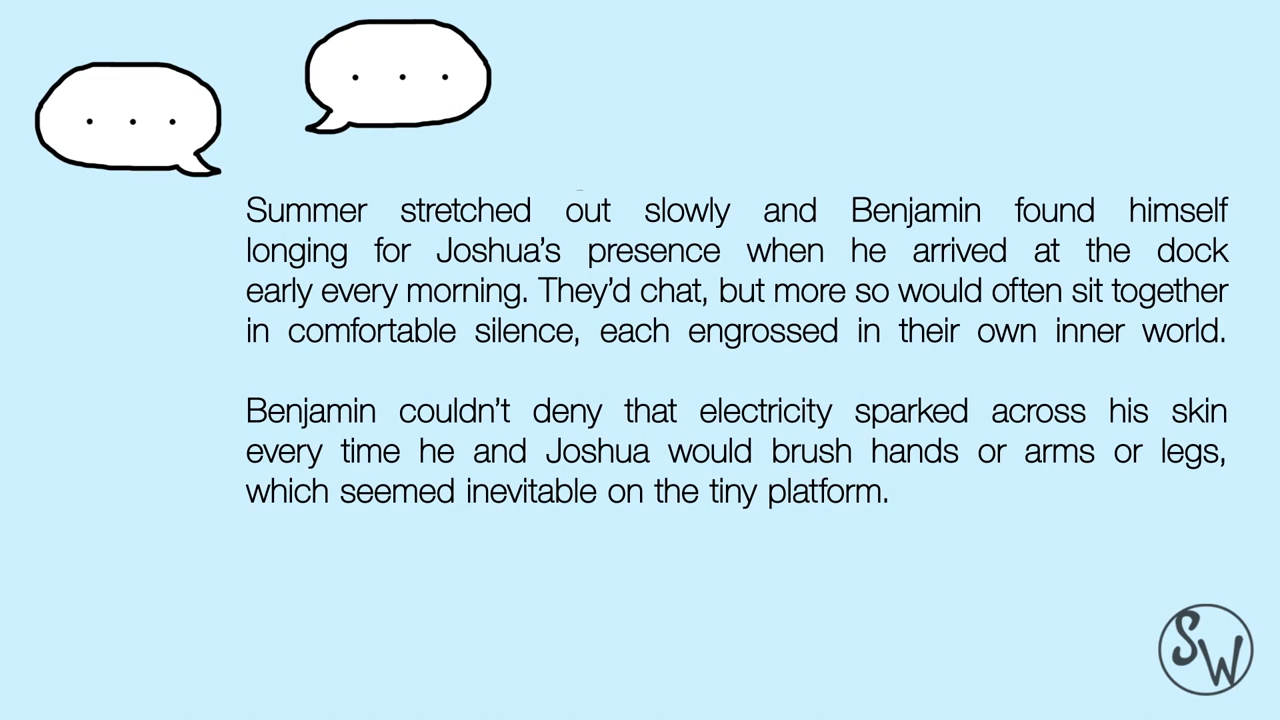 . . .
. . .
Summer stretched out slowly and Benjamin found himself
longing for Joshua’s presence when he arrived at the dock
early every morning. They’d chat, but more so would often sit together
in comfortable silence, each engrossed in their own inner world.
Benjamin couldn’t deny that electricity sparked across his skin
every time he and Joshua would brush hands or arms or legs,
which seemed inevitable on the tiny platform.
SW